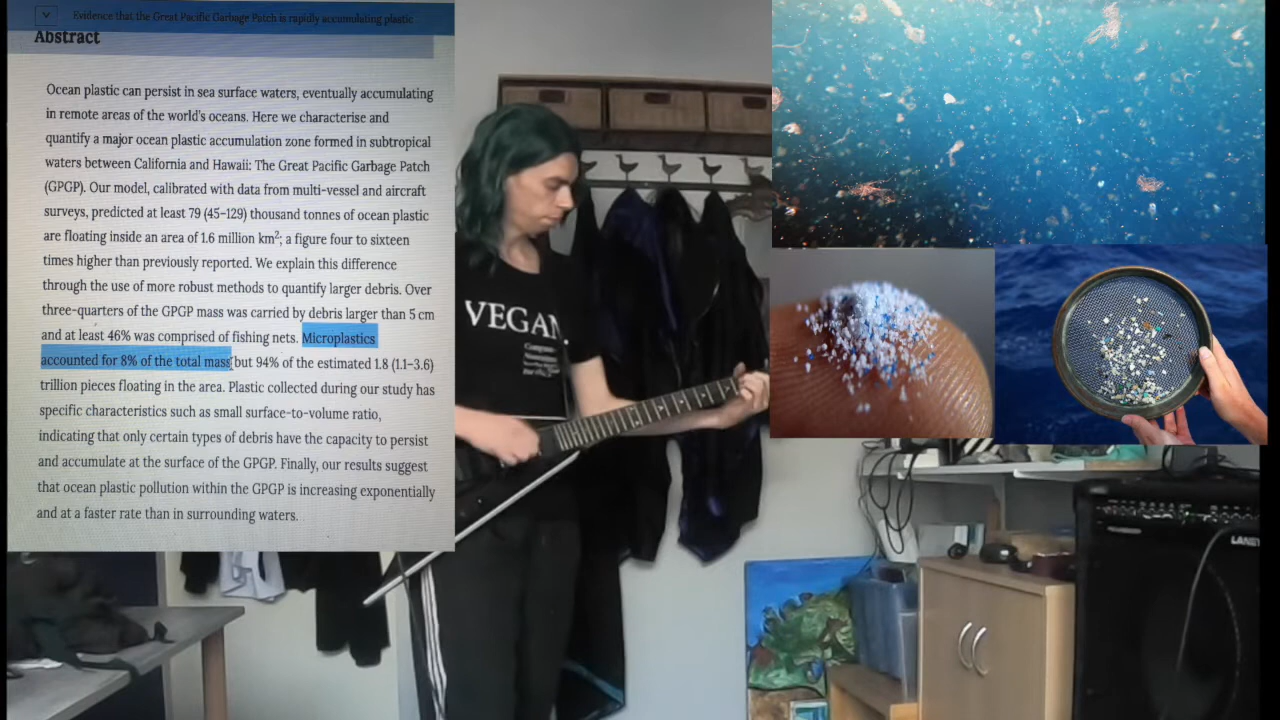 Evidence that the Great Pacific Garbage Patch is rapidly accumulating plastic
Abstract
Ocean plastic can persist in sea surface waters, eventually accumulating
in remote areas of the world's oceans. Here we characterise and
quantify a major ocean plastic accumulation zone formed in subtropical
waters between California and Hawaii: The Great Pacific Garbage Patch
(GPGP). Our model, calibrated with data from multi-vessel and aircraft
surveys, predicted at least 79 (45–129) thousand tonnes of ocean plastic
are floating inside an area of 1.6 million km²; a figure four to sixteen
times higher than previously reported. We explain this difference
through the use of more robust methods to quantify larger debris. Over
three-quarters of the GPGP mass was carried by debris larger than 5 cm
and at least 46% was comprised of fishing nets. Microplastics
accounted for 8% of the total mass but 94% of the estimated 1.8 (1.1–3.6)
trillion pieces floating in the area. Plastic collected during our study has
specific characteristics such as small surface-to-volume ratio,
indicating that only certain types of debris have the capacity to persist
and accumulate at the surface of the GPGP. Finally, our results suggest
that ocean plastic pollution within the GPGP is increasing exponentially
and at a faster rate than in surrounding waters.
VEGAN
LANEY